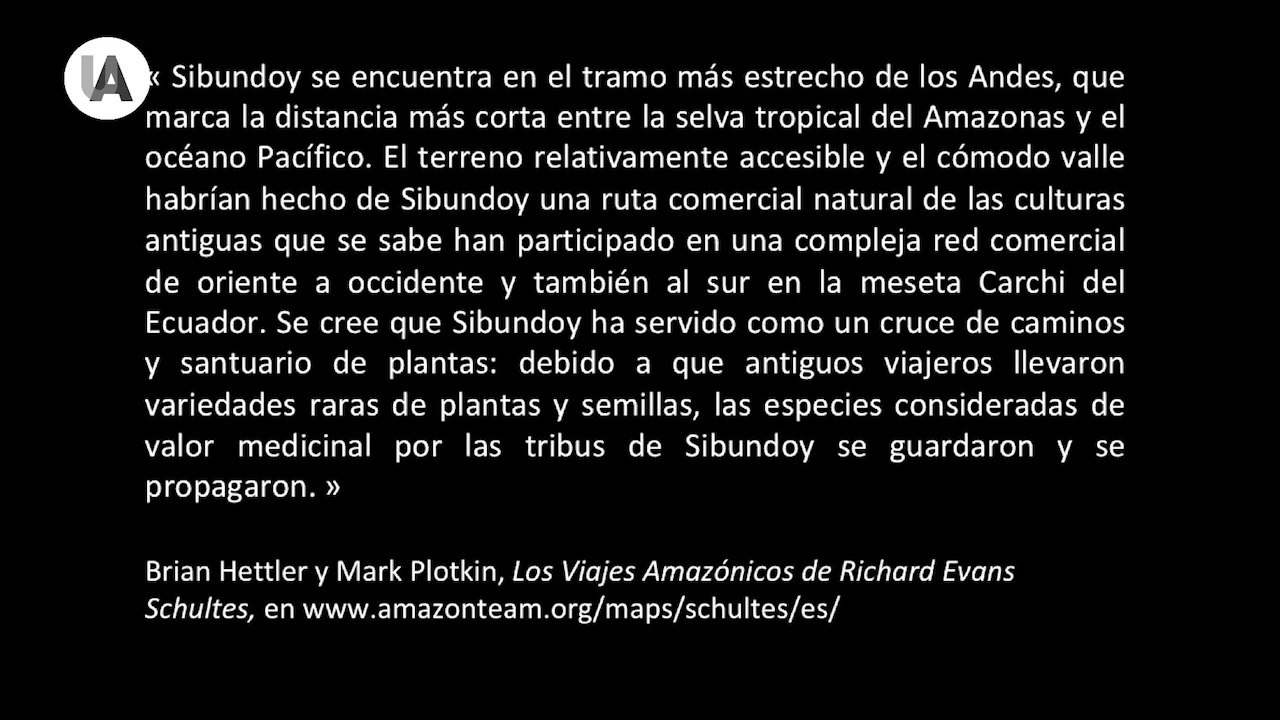 UA
« Sibundoy se encuentra en el tramo más estrecho de los Andes, que
marca la distancia más corta entre la selva tropical del Amazonas y el
océano Pacífico. El terreno relativamente accesible y el cómodo valle
habrían hecho de Sibundoy una ruta comercial natural de las culturas
antiguas que se sabe han participado en una compleja red comercial
de oriente a occidente y también al sur en la meseta Carchi del
Ecuador. Se cree que Sibundoy ha servido como un cruce de caminos
y santuario de plantas: debido a que antiguos viajeros llevaron
variedades raras de plantas y semillas, las especies consideradas de
valor medicinal por las tribus de Sibundoy se guardaron y se
propagaron. »
Brian Hettler y Mark Plotkin, Los Viajes Amazónicos de Richard Evans
Schultes, en www.amazonteam.org/maps/schultes/es/